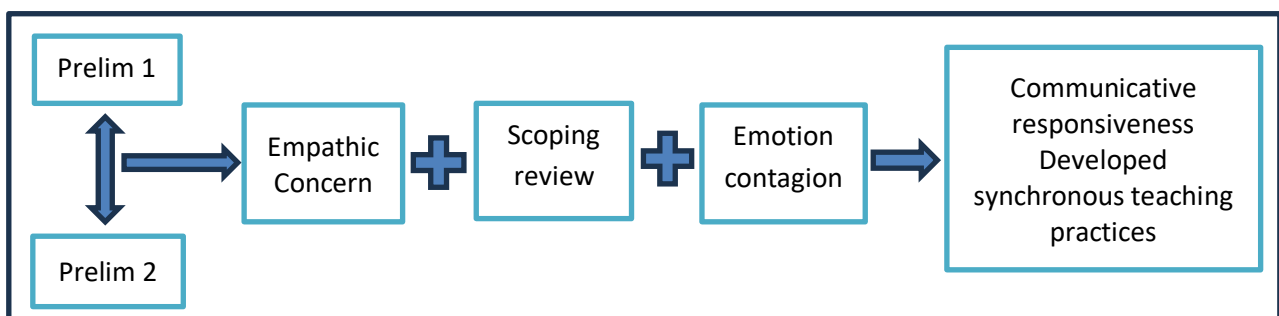 Prelim 1
Prelim 2
Empathic
Concern
Scoping
review
Emotion
contagion
Communicative
responsiveness
Developed
synchronous teaching
practices